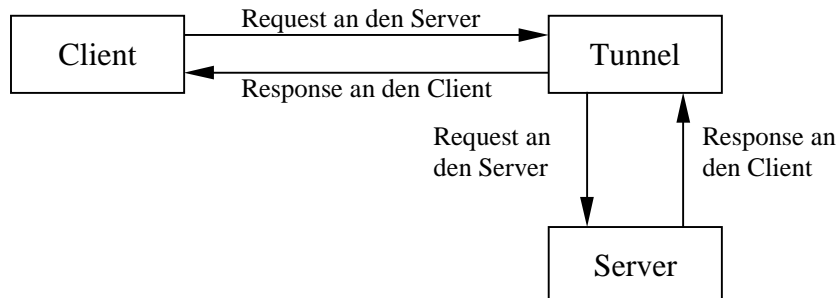 Request an den Server
Client
Tunnel
Response an den Client
Request an
den Server
Response an
den Client
Server